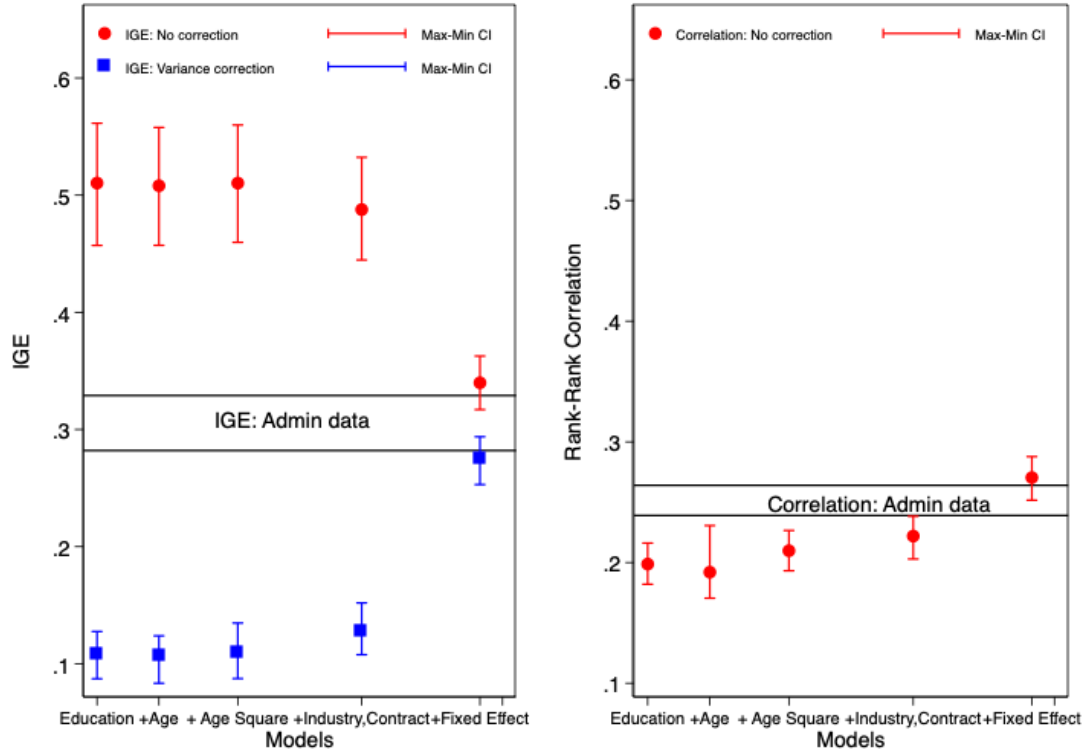 IGE: No correction
Max-Min CI
IGE: Variance correction
Max-Min CI
.6
.5
.4
.3
.2
.1
IGE
IGE: Admin data
Education +Age + Age Square +Industry,Contract+Fixed Effect
Models
Correlation: No correction
Max-Min CI
.6
.5
.4
.3
.2
.1
Rank-Rank Correlation
Correlation: Admin data
Education +Age + Age Square +Industry,Contract+Fixed Effect
Models